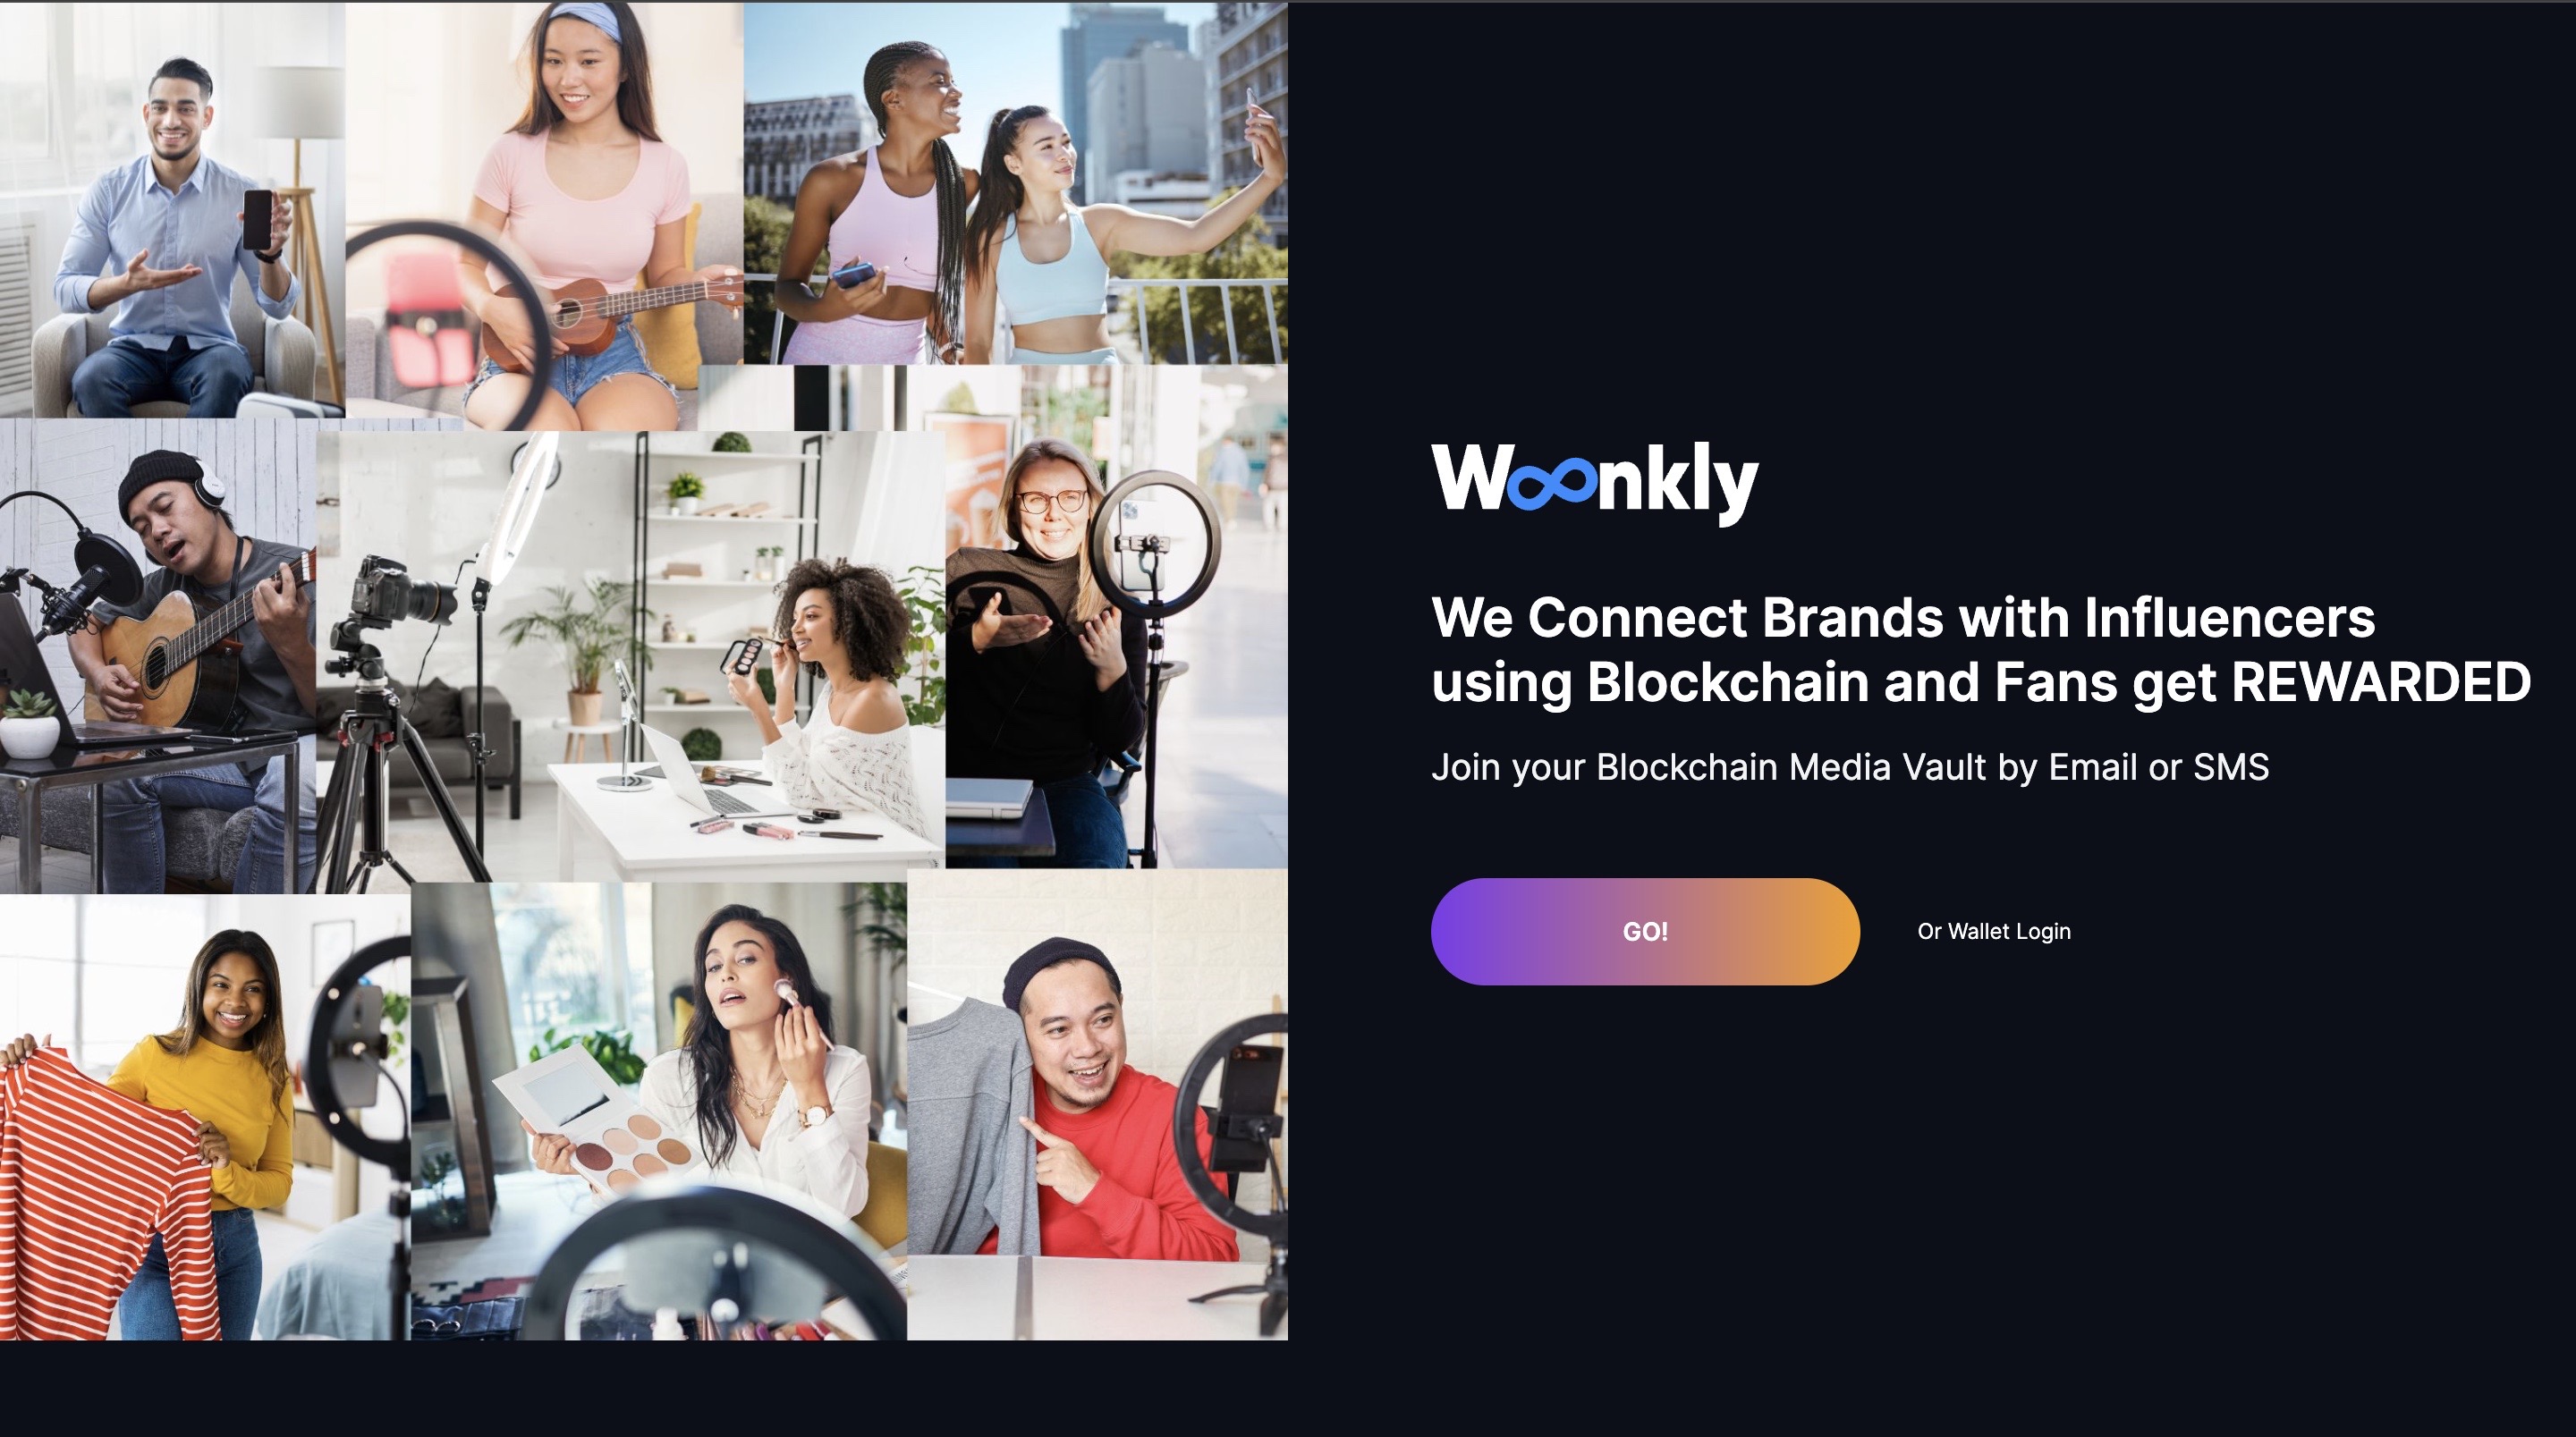 Woonkly
We Connect Brands with Influencers
using Blockchain and Fans get REWARDED
Join your Blockchain Media Vault by Email or SMS
GO!
Or Wallet Login